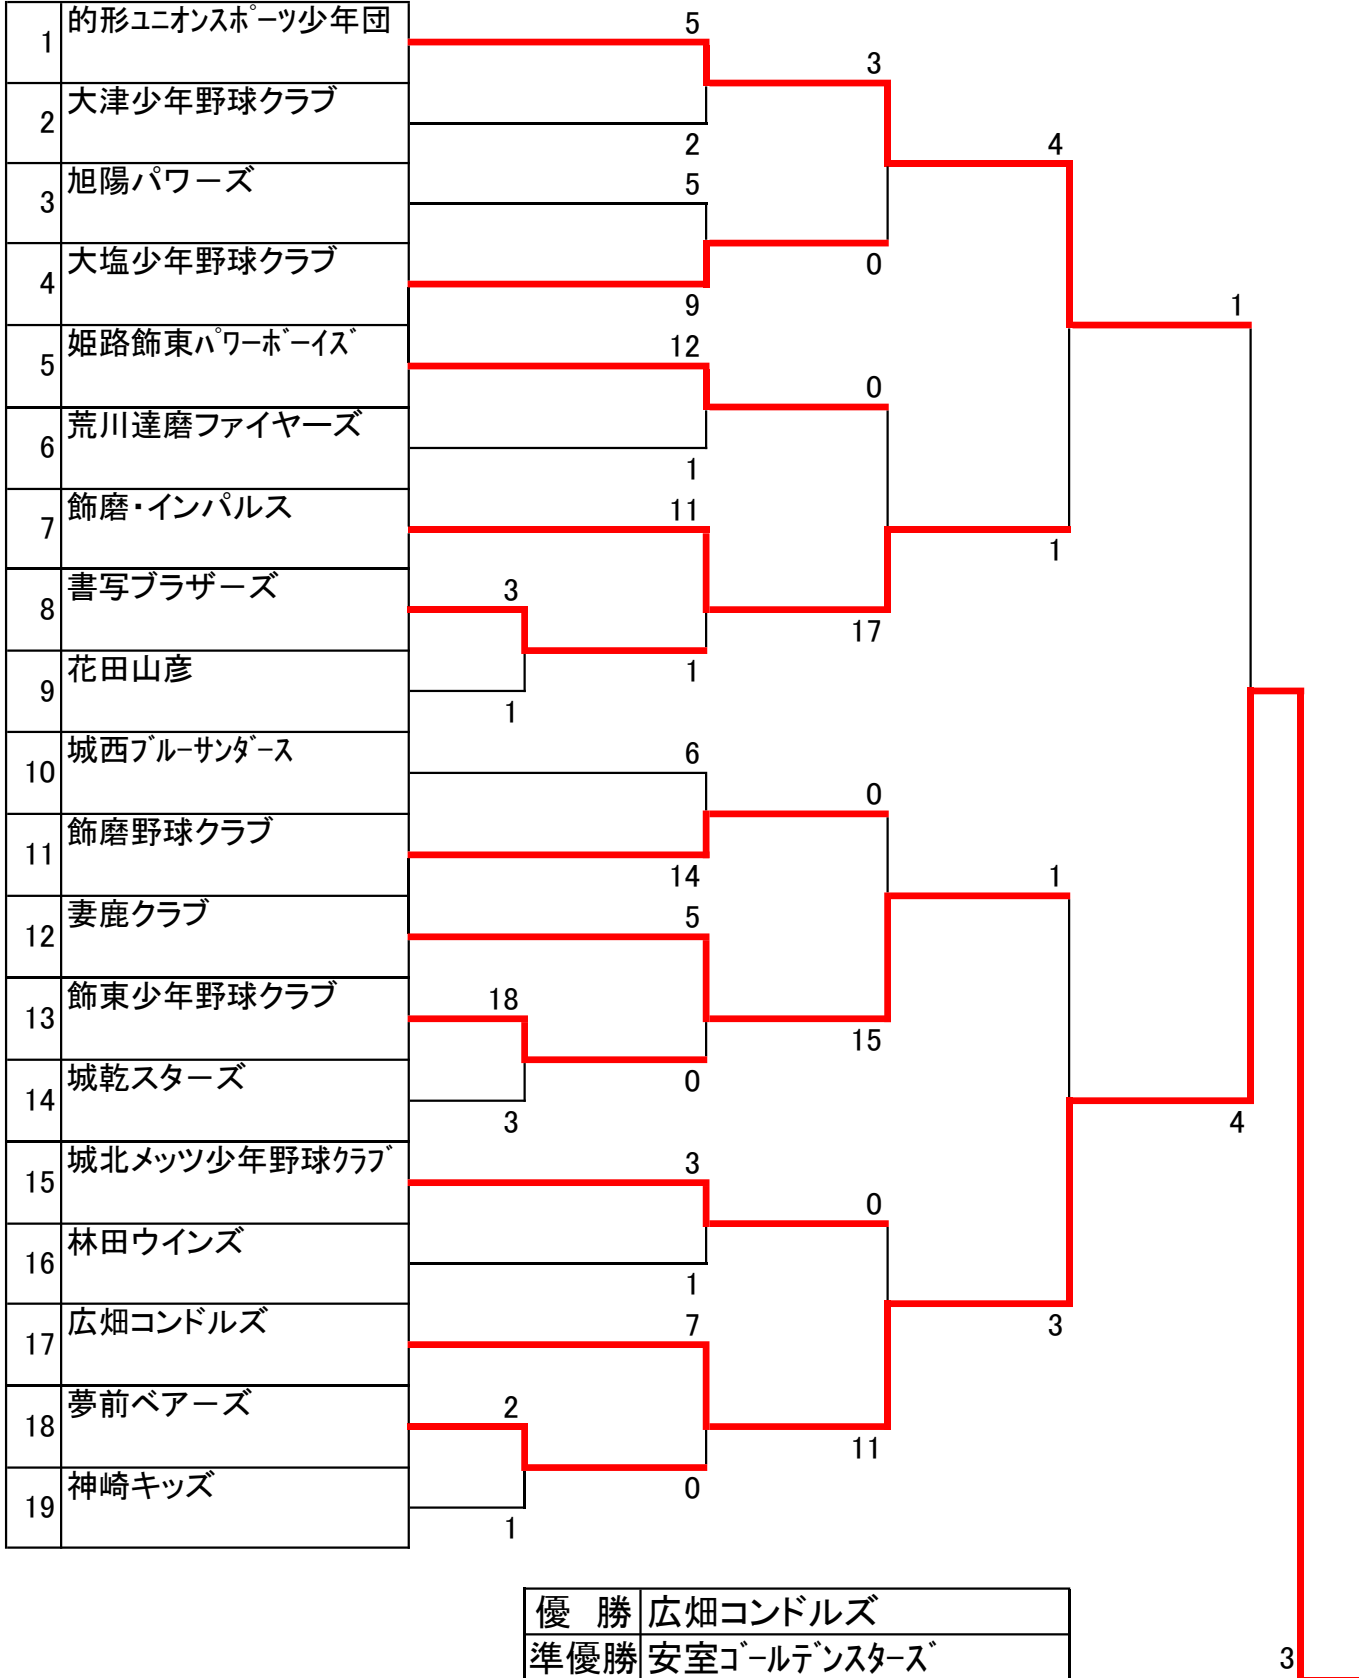 1 的形ユニオンスポーツ少年団
5
3
2 大津少年野球クラブ
2
4
3 旭陽パワーズ
5
4 大塩少年野球クラブ
0
9
1
5 姫路飾東パワーボーイズ
12
0
6 荒川達磨ファイヤーズ
1
7 飾磨・インパルス
11
1
8 書写ブラザーズ
3
17
9 花田山彦
1
1
10 城西ブルーサンダース
6
0
11 飾磨野球クラブ
14
1
12 妻鹿クラブ
5
13 飾東少年野球クラブ
18
15
14 城乾スターズ
0
3
4
15 城北メッツ少年野球クラブ
3
0
16 林田ウインズ
1
17 広畑コンドルズ
7
3
18 夢前ベアーズ
2
11
19 神崎キッズ
0
1
優 勝 広畑コンドルズ
準優勝 安室ゴールデンスターズ
3